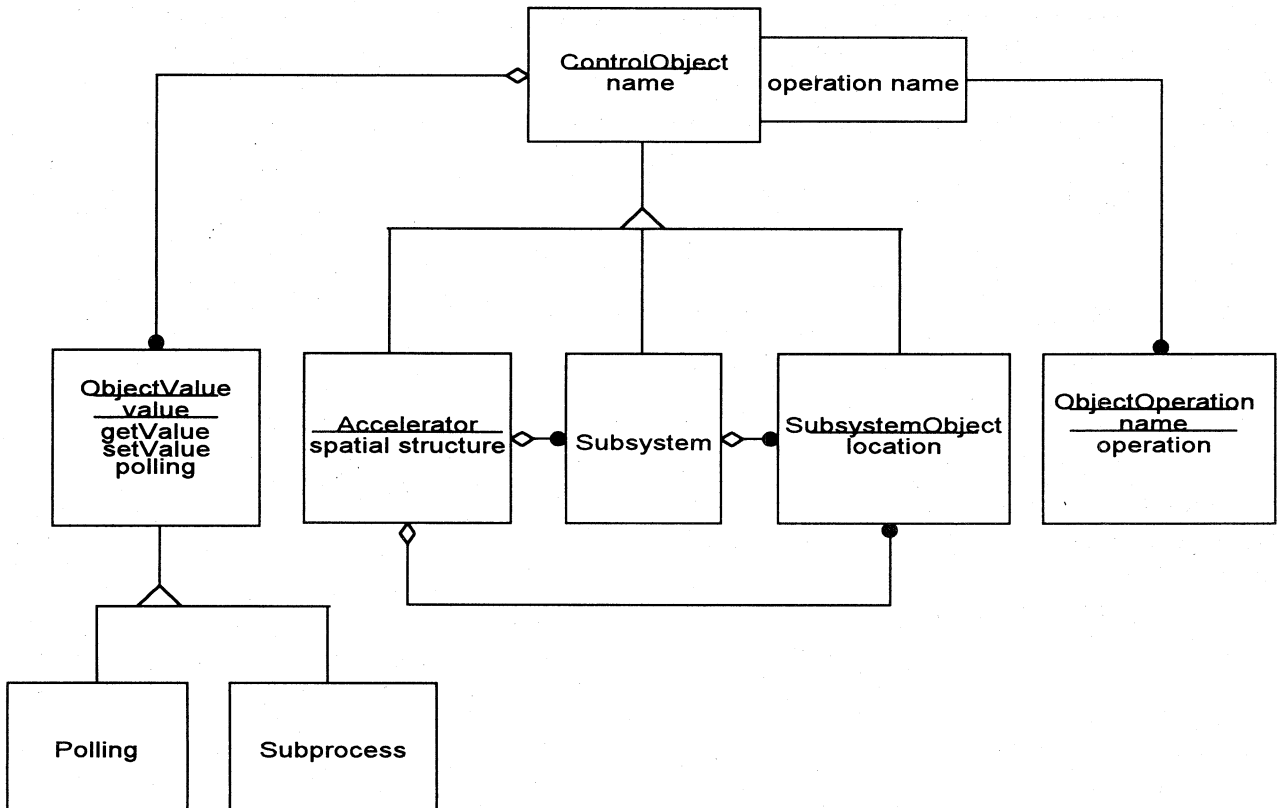 ControlObject
name
operation name
ObjectValue
value
getValue
setValue
polling
Accelerator
spatial structure
Subsystem
SubsystemObject
location
ObjectOperation
name
operation
Polling
Subprocess